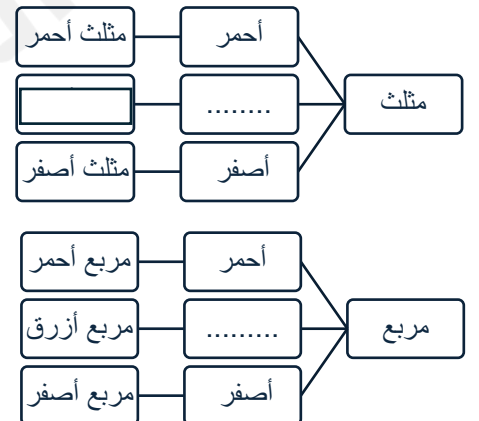 أحمر مثلث أحمر
مثلث ........
أصفر مثلث أصفر
أحمر مربع أحمر
مربع ......... مربع أزرق
أصفر مربع أصفر